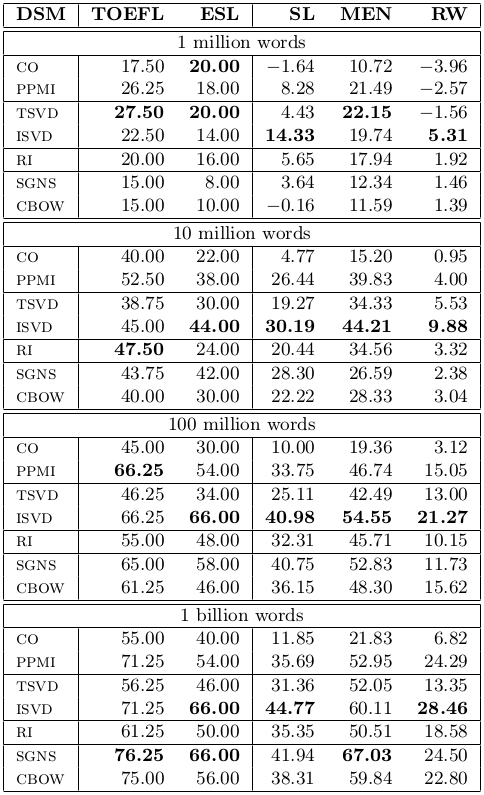 DSM TOEFL ESL SL MEN RW
1 million words
CO 17.50 20.00 −1.64 10.72 −3.96
PPMI 26.25 18.00 8.28 21.49 −2.57
TSVD 27.50 20.00 4.43 22.15 −1.56
ISVD 22.50 14.00 14.33 19.74 5.31
RI 20.00 16.00 5.65 17.94 1.92
SGNS 15.00 8.00 3.64 12.34 1.46
CBOW 15.00 10.00 −0.16 11.59 1.39
10 million words
CO 40.00 22.00 4.77 15.20 0.95
PPMI 52.50 38.00 26.44 39.83 4.00
TSVD 38.75 30.00 19.27 34.33 5.53
ISVD 45.00 44.00 30.19 44.21 9.88
RI 47.50 24.00 20.44 34.56 3.32
SGNS 43.75 42.00 28.30 26.59 2.38
CBOW 40.00 30.00 22.22 28.33 3.04
100 million words
CO 45.00 30.00 10.00 19.36 3.12
PPMI 66.25 54.00 33.75 46.74 15.05
TSVD 46.25 34.00 25.11 42.49 13.00
ISVD 66.25 66.00 40.98 54.55 21.27
RI 55.00 48.00 32.31 45.71 10.15
SGNS 65.00 58.00 40.75 52.83 11.73
CBOW 61.25 46.00 36.15 48.30 15.62
1 billion words
CO 55.00 40.00 11.85 21.83 6.82
PPMI 71.25 54.00 35.69 52.95 24.29
TSVD 56.25 46.00 31.36 52.05 13.35
ISVD 71.25 66.00 44.77 60.11 28.46
RI 61.25 50.00 35.35 50.51 18.58
SGNS 76.25 66.00 41.94 67.03 24.50
CBOW 75.00 56.00 38.31 59.84 22.80